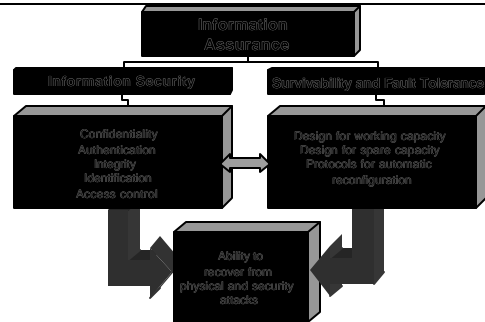 Information
Assurance
Information Security
Survivability and Fault Tolerance
Confidentiality
Authentication
Integrity
Identification
Access control
Design for working capacity
Design for spare capacity
Protocols for automatic
reconfiguration
Ability to
recover from
physical and security
attacks